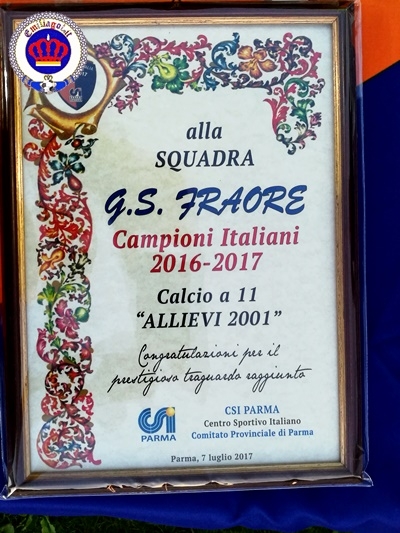 Emiliagolf
alla
SQUADRA
G.S. FRAORE
Campioni Italiani
2016-2017
Calcio a 11
"ALLIEVI 2001"
Congratulazioni per il
prestigioso traguardo raggiunto
CSI
PARMA
CSI PARMA
Centro Sportivo Italiano
Comitato Provinciale di Parma
Parma, 7 luglio 2017